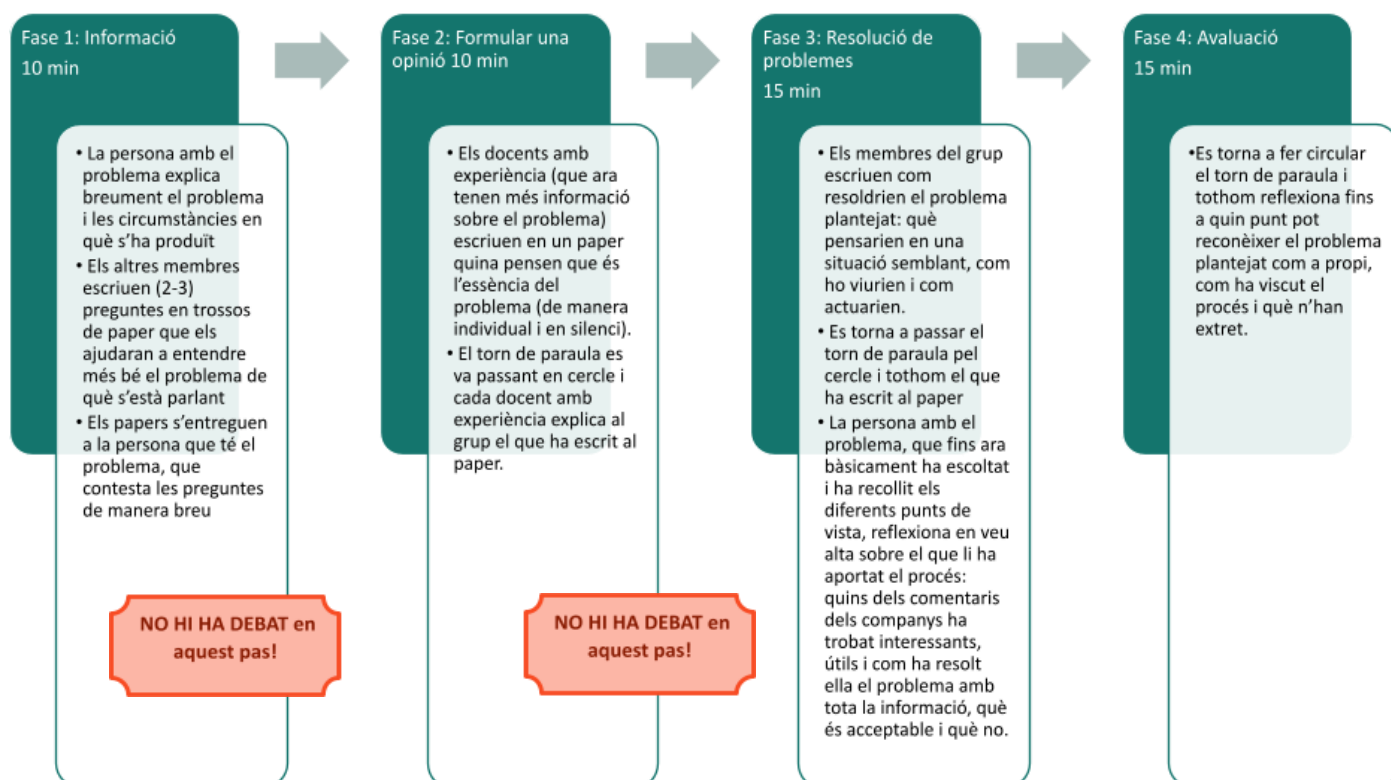 Fase 1: Informació
10 min
• La persona amb el
problema explica
breument el problema
i les circumstàncies en
què s’ha produït
• Els altres membres
escriuen (2-3)
preguntes en trossos
de paper que els
ajudaran a entendre
més bé el problema de
què s’està parlant
• Els papers s’entreguen
a la persona que té el
problema, que
contesta les preguntes
de manera breu
NO HI HA DEBAT en
aquest pas!
Fase 2: Formular una
opinió 10 min
• Els docents amb
experiència (que ara
tenen més informació
sobre el problema)
escriuen en un paper
quina pensen que és
l’essència del
problema (de manera
individual i en silenci).
• El torn de paraula es
va passant en cercle i
cada docent amb
experiència explica al
grup el que ha escrit al
paper.
NO HI HA DEBAT en
aquest pas!
Fase 3: Resolució de
problemes
15 min
• Els membres del grup
escriuen com
resoldrien el problema
plantejat: què
pensarien en una
situació semblant, com
ho viurien i com
actuarien.
• Es torna a passar el
torn de paraula pel
cercle i tothom el que
ha escrit al paper
• La persona amb el
problema, que fins ara
bàsicament ha escoltat
i ha recollit els
diferents punts de
vista, reflexiona en veu
alta sobre el que li ha
aportat el procés:
quins dels comentaris
dels companys ha
trobat interessants,
útils i com ha resolt
ella el problema amb
tota la informació, què
és acceptable i què no.
Fase 4: Avaluació
15 min
•Es torna a fer circular
el torn de paraula i
tothom reflexiona fins
a quin punt pot
reconèixer el problema
plantejat com a propi,
com ha viscut el
procés i què n’han
extret.